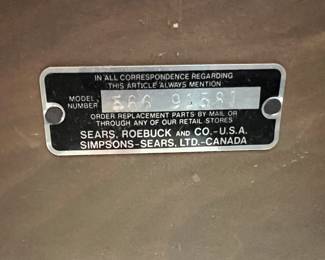 IN ALL CORRESPONDENCE REGARDING
THIS ARTICLE ALWAYS MENTION
MODEL
NUMBER
ORDER REPLACEMENT PARTS BY MAIL OR
THROUGH ANY OF OUR RETAIL STORES
SEARS, ROEBUCK AND CO.-U.S.A.
SIMPSONS-SEARS, LTD.-CANADA